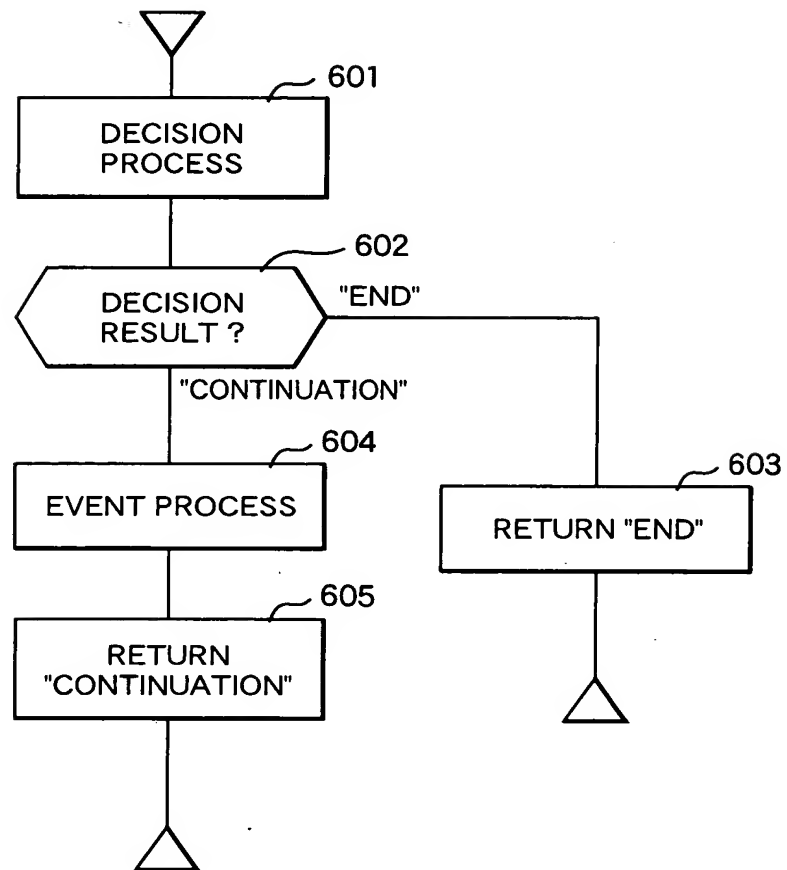 601
DECISION
PROCESS
602
DECISION
RESULT ?
"END"
"CONTINUATION"
604
EVENT PROCESS
603
RETURN "END"
605
RETURN
"CONTINUATION"